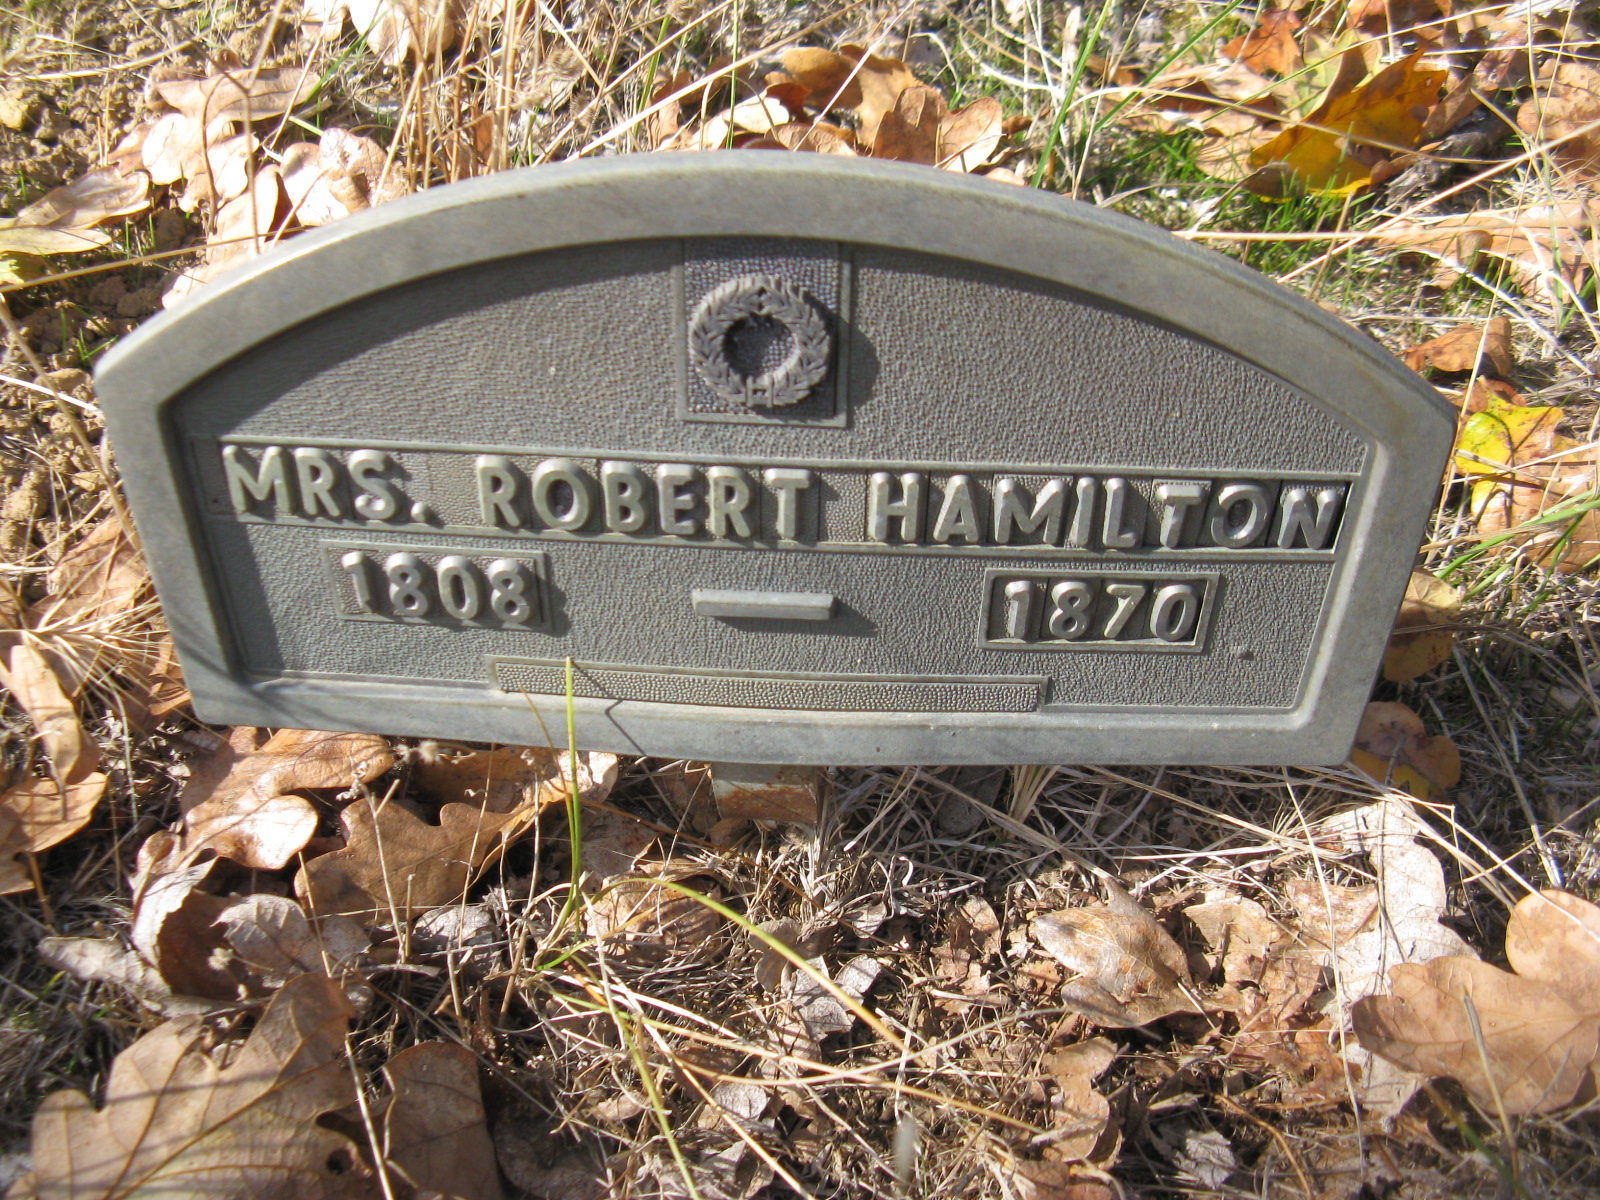 MRS. ROBERT HAMILTON
1808 — 1870